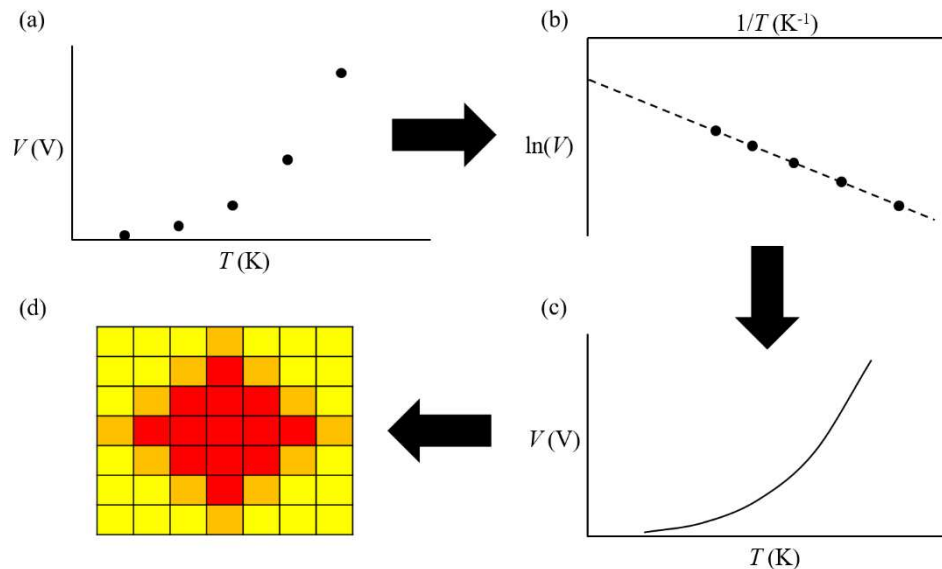 (a)
V (V)
T (K)
(b)
1/T (K⁻¹)
ln(V)
(d)
(c)
V (V)
T (K)